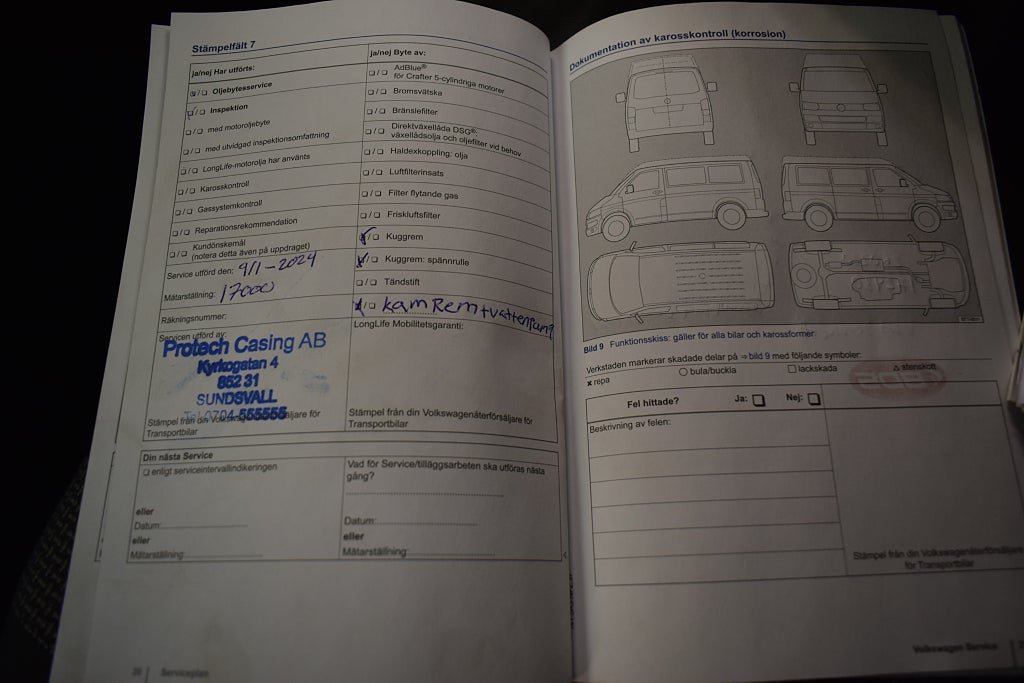 Stämpelfält 7
ja/nej Har utförts:
❑/❑ Oljebytesservice
❑/❑ Inspektion
❑/❑ med motoroljebyte
❑/❑ med utvidgad inspektionsomfattning
❑/❑ LongLife-motorolja har använts
❑/❑ Karosskontroll
❑/❑ Gassystemkontroll
❑/❑ Reparationsrekommendation
❑/❑ Kundönskemål
(notera detta även på uppdraget)
Service utförd den: 9/1-2024
Mätarställning: 17000
Räkningsnummer:
Servicen utförd av:
Protech Casing AB
Kyrkogatan 4
852 31
SUNDSVALL
Tel 0704-555555
Stämpel från din Volkswagenåterförsäljare för
Transportbilar
ja/nej Byte av:
❑/❑ AdBlue®
för Crafter 5-cylindriga motorer
❑/❑ Bromsvätska
❑/❑ Bränslefilter
❑/❑ Direktväxellåda DSG®:
växellådsolja och oljefilter vid behov
❑/❑ Haldexkoppling: olja
❑/❑ Luftfilterinsats
❑/❑ Filter flytande gas
❑/❑ Friskluftsfilter
❑/❑ Kuggrem
❑/❑ Kuggrem: spännrulle
❑/❑ Tändstift
❑/❑ kamRem+vattenpump
LongLife Mobilitetsgaranti:
Stämpel från din Volkswagenåterförsäljare för
Transportbilar
Din nästa Service
❑ enligt serviceintervallindikeringen
eller
Datum:
eller
Mätarställning:
Vad för Service/tilläggsarbeten ska utföras nästa
gång?
Datum:
eller
Mätarställning:
Serviceplan
Dokumentation av karosskontroll (korrosion)
Bild 9 Funktionsskiss: gäller för alla bilar och karossformer
Verkstaden markerar skadade delar på ⇒ bild 9 med följande symboler:
x repa ○ bula/buckla □ lackskada △ stenskott
Fel hittade? Ja: ❑ Nej: ❑
Beskrivning av felen:
Stämpel från din Volkswagenåterförsäljare
för Transportbilar
Volkswagen Service